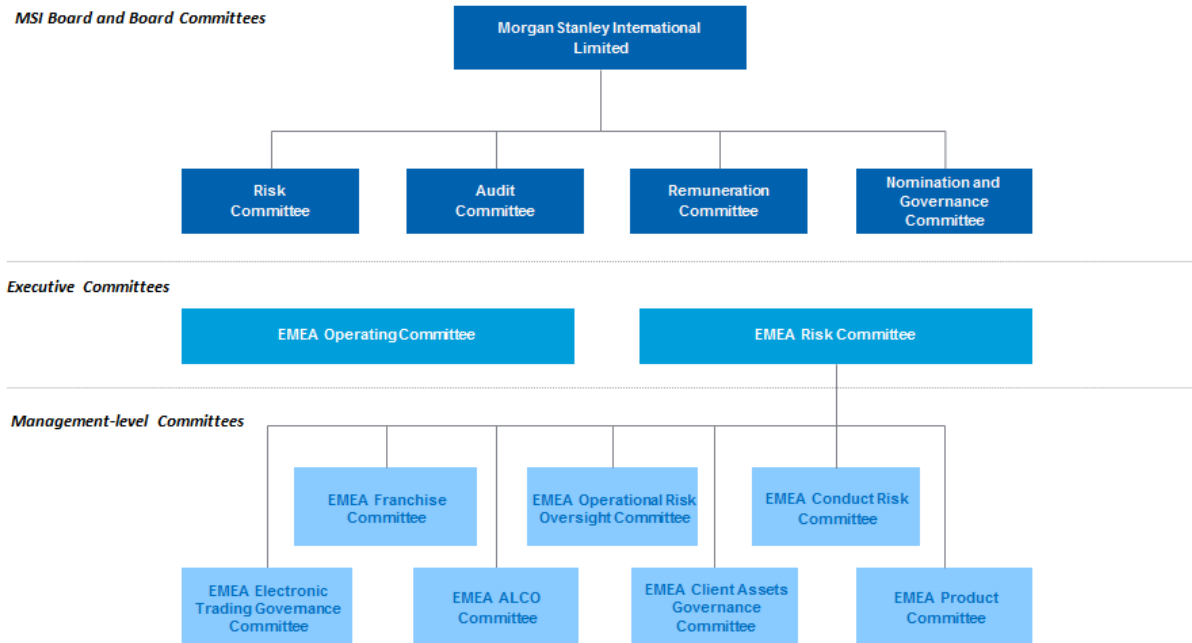 MSI Board and Board Committees
Morgan Stanley International
Limited
Risk
Committee
Audit
Committee
Remuneration
Committee
Nomination and
Governance
Committee
Executive Committees
EMEA Operating Committee
EMEA Risk Committee
Management-level Committees
EMEA Franchise
Committee
EMEA Operational Risk
Oversight Committee
EMEA Conduct Risk
Committee
EMEA Electronic
Trading Governance
Committee
EMEA ALCO
Committee
EMEA Client Assets
Governance
Committee
EMEA Product
Committee